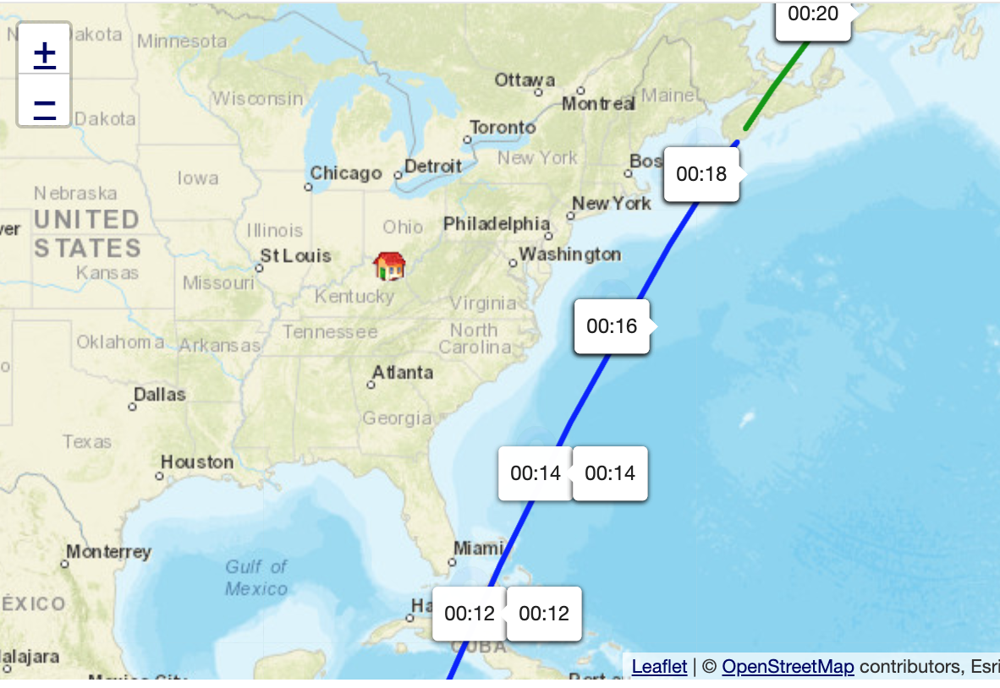 00:20
Minnesota
+
Ottawa
Wisconsin
Maine
Montreal
−
Dakota
Toronto
New York
Detroit
Chicago
00:18
Iowa
Nebraska
New York
UNITED
STATES
Philadelphia
Ohio
Illinois
St Louis
Washington
Kansas
Missouri
Kentucky
Virginia
00:16
Tennessee
North
Carolina
Oklahoma
Arkansas
Atlanta
Dallas
Georgia
Texas
Houston
00:14
00:14
Miami
Monterrey
Gulf of
Mexico
00:12
00:12
CUBA
Leaflet | © OpenStreetMap contributors, Esri